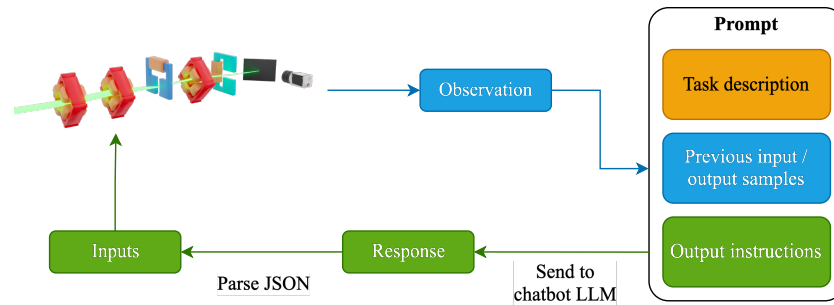 Prompt
Task description
Observation
Previous input /
output samples
Output instructions
Inputs
Response
Parse JSON
Send to
chatbot LLM